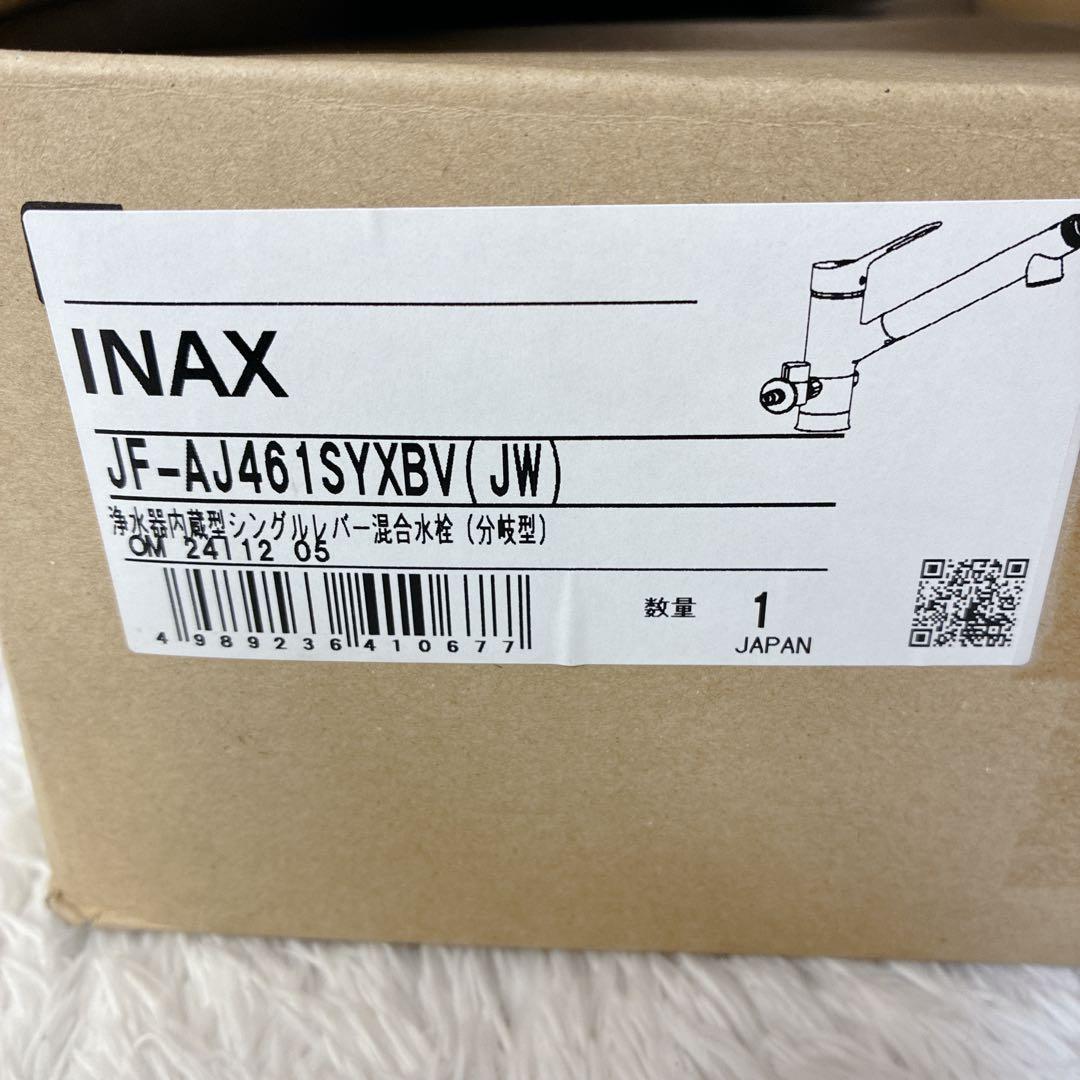 INAX
JF-AJ461SYXBV(JW)
浄水器内蔵型シングルレバー混合水栓(分岐型)
OM 24112 05
数量 1
4 989236 410677
JAPAN